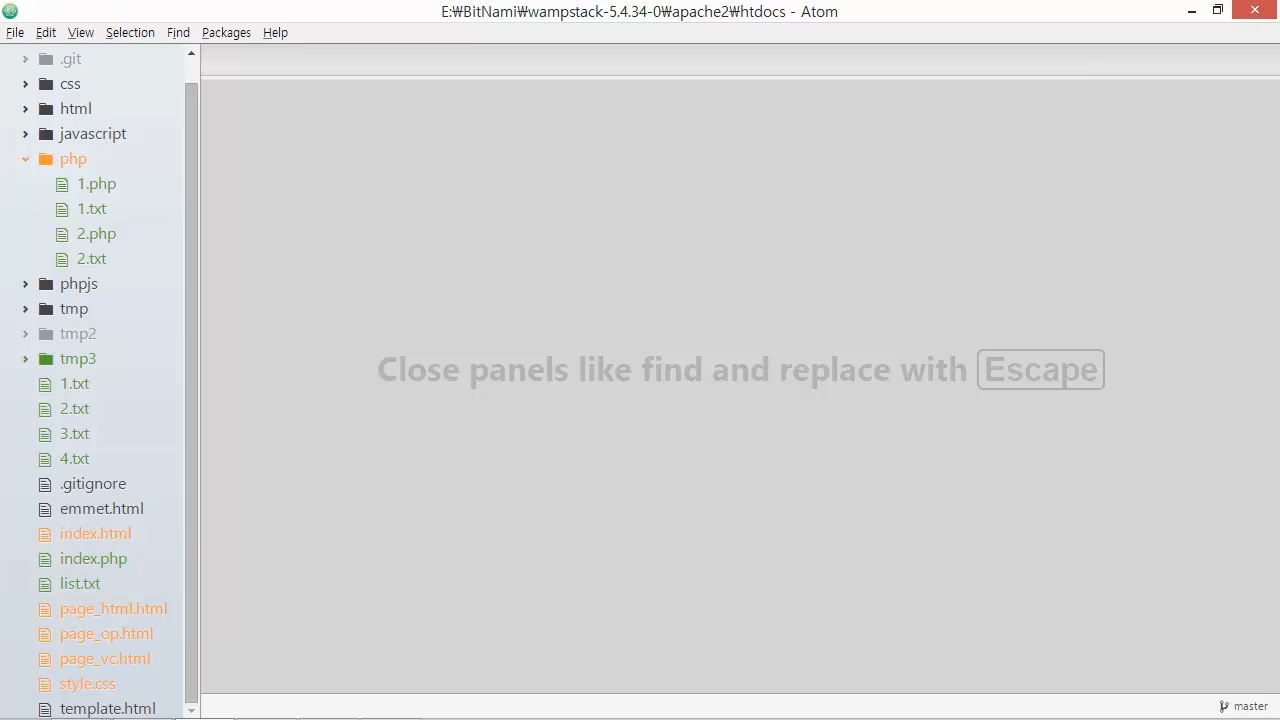 E:₩BitNami₩wampstack-5.4.34-0₩apache2₩htdocs - Atom
File Edit View Selection Find Packages Help
.git
css
html
javascript
php
1.php
1.txt
2.php
2.txt
phpjs
tmp
tmp2
tmp3
1.txt
2.txt
3.txt
4.txt
.gitignore
emmet.html
index.html
index.php
list.txt
page_html.html
page_op.html
page_vc.html
style.css
template.html
Close panels like find and replace with Escape
master